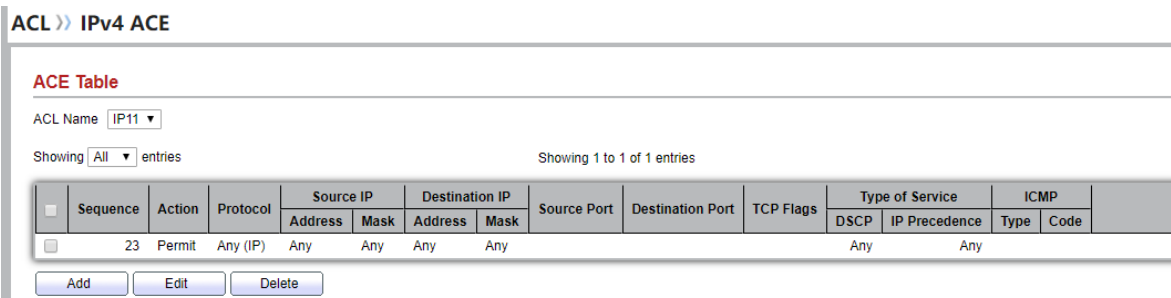 ACL » IPv4 ACE
ACE Table
ACL Name IP11 ▼
Showing All ▼ entries Showing 1 to 1 of 1 entries
Sequence Action Protocol Source IP Destination IP Source Port Destination Port TCP Flags Type of Service ICMP
Address Mask Address Mask DSCP IP Precedence Type Code
23 Permit Any (IP) Any Any Any Any Any Any
Add Edit Delete